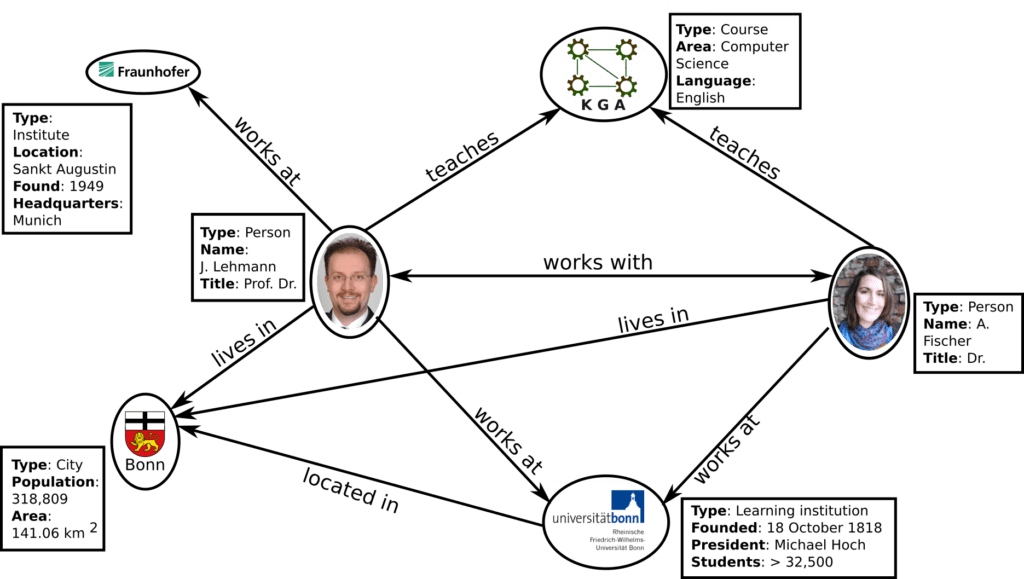 Fraunhofer
Type:
Institute
Location:
Sankt Augustin
Found: 1949
Headquarters:
Munich
works at
teaches
K G A
Type: Course
Area: Computer
Science
Language:
English
teaches
Type: Person
Name:
J. Lehmann
Title: Prof. Dr.
works with
Type: Person
Name: A.
Fischer
Title: Dr.
lives in
lives in
Bonn
Type: City
Population:
318,809
Area:
141.06 km 2
works at
works at
located in
universitätbonn
Rheinische
Friedrich-Wilhelms-
Universität Bonn
Type: Learning institution
Founded: 18 October 1818
President: Michael Hoch
Students: > 32,500